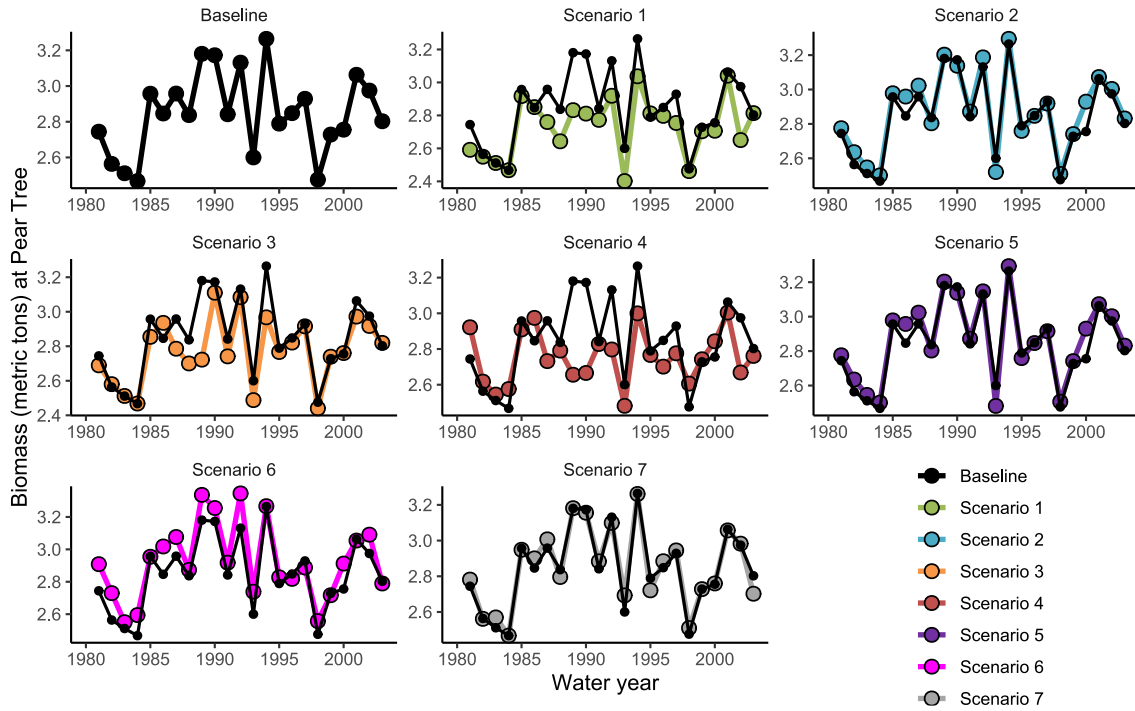 Baseline
Scenario 1
Scenario 2
3.2
3.0
2.8
2.6
1980 1985 1990 1995 2000
3.2
3.0
2.8
2.6
2.4
1980 1985 1990 1995 2000
3.2
3.0
2.8
2.6
2.4
1980 1985 1990 1995 2000
Scenario 3
Scenario 4
Scenario 5
3.2
3.0
2.8
2.6
2.4
1980 1985 1990 1995 2000
3.2
3.0
2.8
2.6
1980 1985 1990 1995 2000
3.2
3.0
2.8
2.6
1980 1985 1990 1995 2000
Scenario 6
Scenario 7
3.2
3.0
2.8
2.6
1980 1985 1990 1995 2000
3.2
3.0
2.8
2.6
1980 1985 1990 1995 2000
Biomass (metric tons) at Pear Tree
Water year
Baseline
Scenario 1
Scenario 2
Scenario 3
Scenario 4
Scenario 5
Scenario 6
Scenario 7